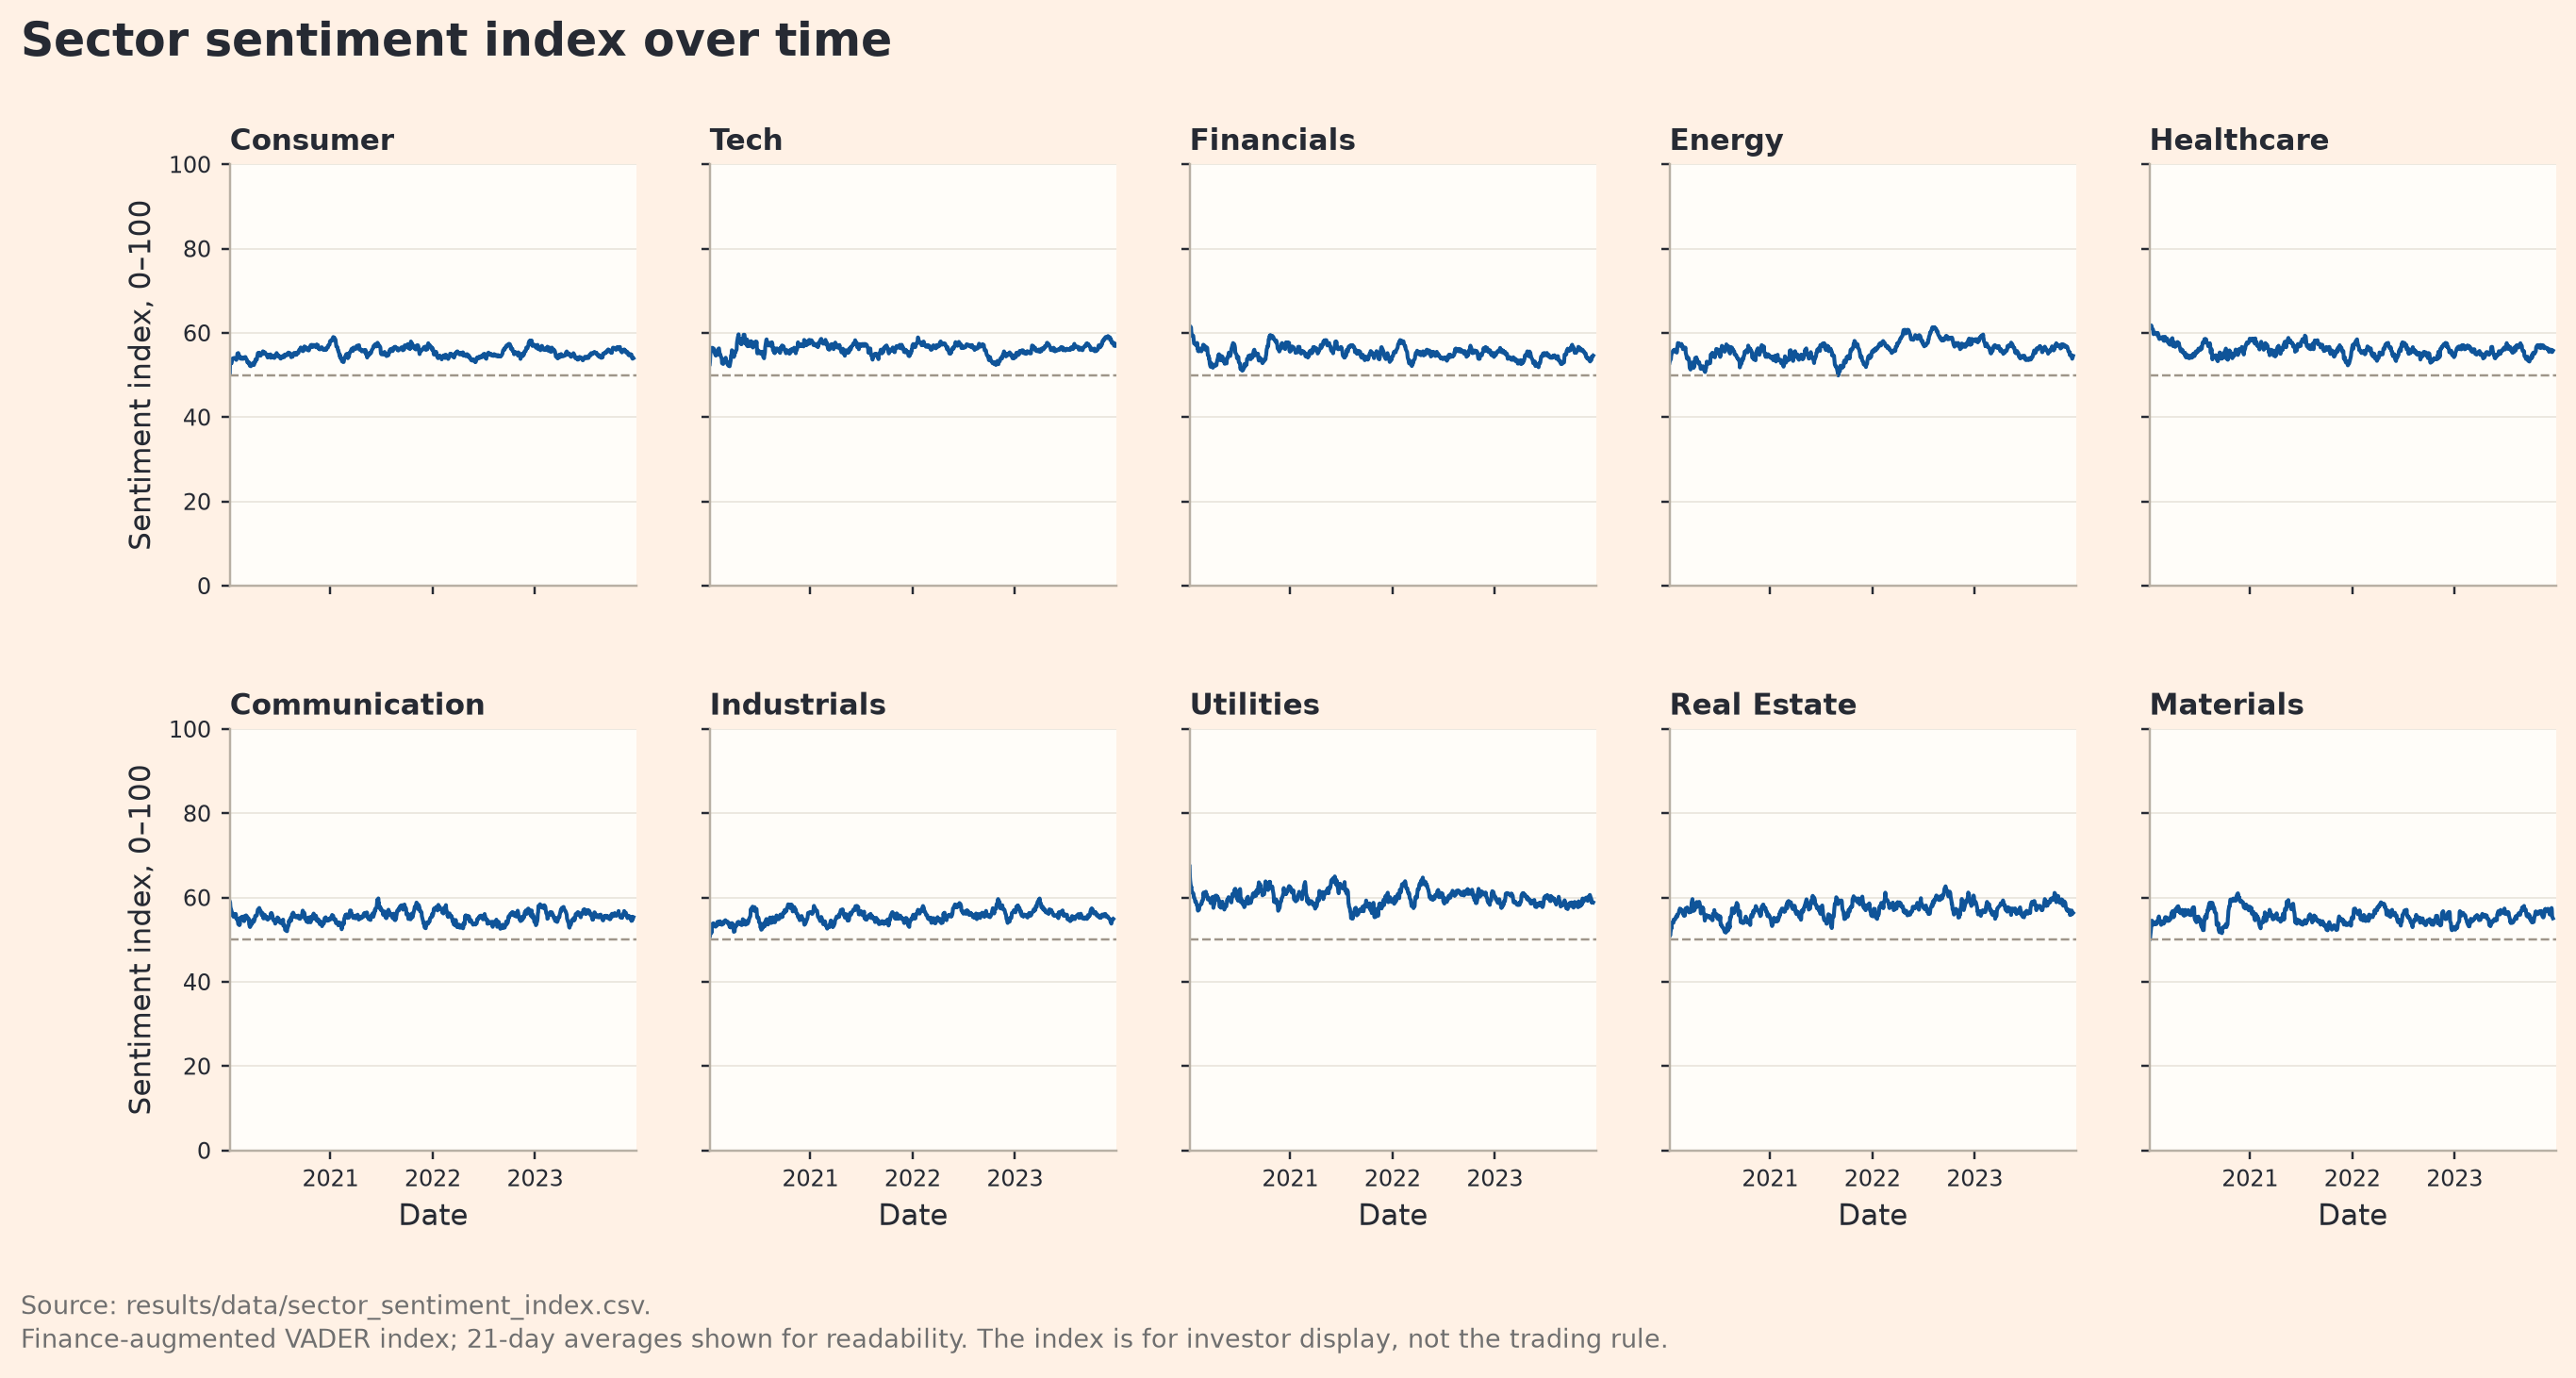 Sector sentiment index over time
Consumer
Tech
Financials
Energy
Healthcare
Sentiment index, 0–100
100
80
60
40
20
0
Communication
Industrials
Utilities
Real Estate
Materials
Sentiment index, 0–100
100
80
60
40
20
0
2021 2022 2023
2021 2022 2023
2021 2022 2023
2021 2022 2023
2021 2022 2023
Date
Date
Date
Date
Date
Source: results/data/sector_sentiment_index.csv.
Finance-augmented VADER index; 21-day averages shown for readability. The index is for investor display, not the trading rule.